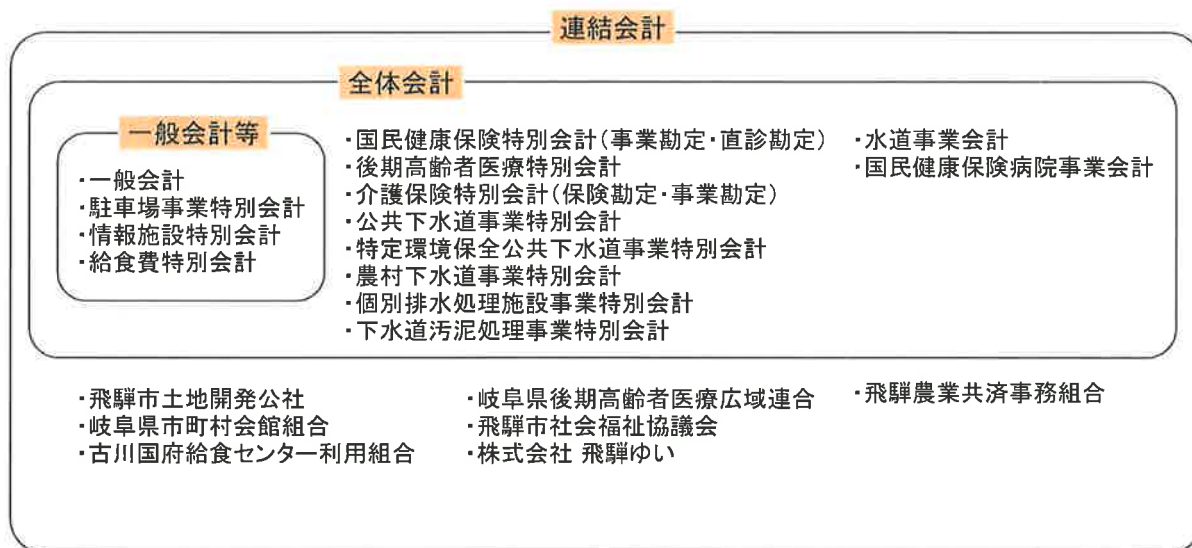 連結会計
全体会計
一般会計等
・一般会計
・駐車場事業特別会計
・情報施設特別会計
・給食費特別会計
・国民健康保険特別会計(事業勘定・直診勘定)
・後期高齢者医療特別会計
・介護保険特別会計(保険勘定・事業勘定)
・公共下水道事業特別会計
・特定環境保全公共下水道事業特別会計
・農村下水道事業特別会計
・個別排水処理施設事業特別会計
・下水道汚泥処理事業特別会計
・水道事業会計
・国民健康保険病院事業会計
・飛騨市土地開発公社
・岐阜県市町村会館組合
・古川国府給食センター利用組合
・岐阜県後期高齢者医療広域連合
・飛騨市社会福祉協議会
・株式会社 飛騨ゆい
・飛騨農業共済事務組合